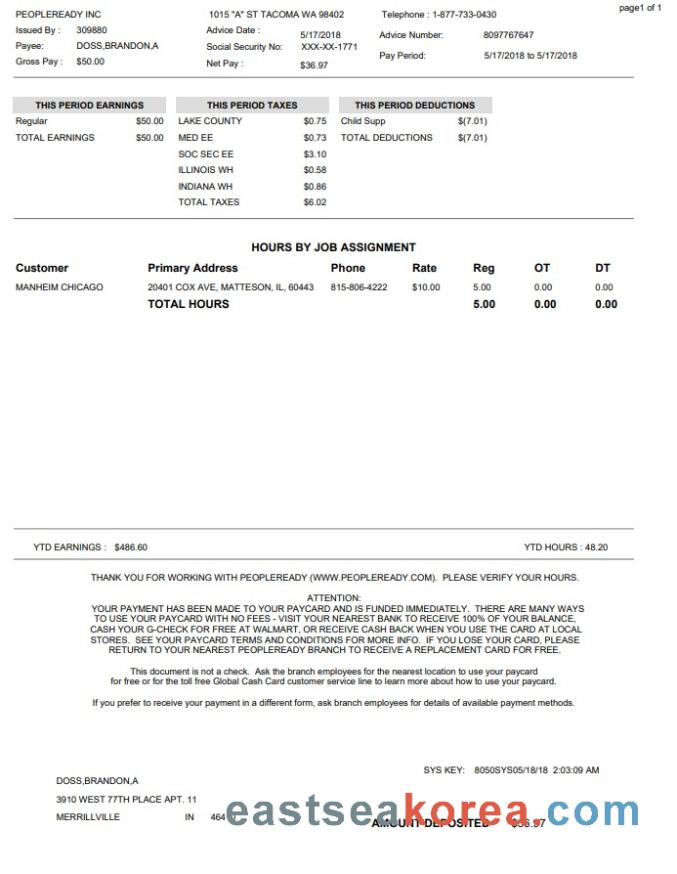 page1 of 1
PEOPLEREADY INC 1015 "A" ST TACOMA WA 98402 Telephone : 1-877-733-0430
Issued By : 309880 Advice Date : 5/17/2018 Advice Number: 8097767647
Payee: DOSS,BRANDON,A Social Security No: XXX-XX-1771 Pay Period: 5/17/2018 to 5/17/2018
Gross Pay : $50.00 Net Pay : $36.97
THIS PERIOD EARNINGS THIS PERIOD TAXES THIS PERIOD DEDUCTIONS
Regular $50.00 LAKE COUNTY $0.75 Child Supp $(7.01)
TOTAL EARNINGS $50.00 MED EE $0.73 TOTAL DEDUCTIONS $(7.01)
SOC SEC EE $3.10
ILLINOIS WH $0.58
INDIANA WH $0.86
TOTAL TAXES $6.02
HOURS BY JOB ASSIGNMENT
Customer Primary Address Phone Rate Reg OT DT
MANHEIM CHICAGO 20401 COX AVE, MATTESON, IL, 60443 815-806-4222 $10.00 5.00 0.00 0.00
TOTAL HOURS 5.00 0.00 0.00
YTD EARNINGS : $486.60 YTD HOURS : 48.20
THANK YOU FOR WORKING WITH PEOPLEREADY (WWW.PEOPLEREADY.COM). PLEASE VERIFY YOUR HOURS.
ATTENTION:
YOUR PAYMENT HAS BEEN MADE TO YOUR PAYCARD AND IS FUNDED IMMEDIATELY. THERE ARE MANY WAYS
TO USE YOUR PAYCARD WITH NO FEES - VISIT YOUR NEAREST BANK TO RECEIVE 100% OF YOUR BALANCE,
CASH YOUR G-CHECK FOR FREE AT WALMART, OR RECEIVE CASH BACK WHEN YOU USE THE CARD AT LOCAL
STORES. SEE YOUR PAYCARD TERMS AND CONDITIONS FOR MORE INFO. IF YOU LOSE YOUR CARD, PLEASE
RETURN TO YOUR NEAREST PEOPLEREADY BRANCH TO RECEIVE A REPLACEMENT CARD FOR FREE.
This document is not a check. Ask the branch employees for the nearest location to use your paycard
for free or for the toll free Global Cash Card customer service line to learn more about how to use your paycard.
If you prefer to receive your payment in a different form, ask branch employees for details of available payment methods.
SYS KEY: 8050SYS05/18/18 2:03:09 AM
DOSS,BRANDON,A
3910 WEST 77TH PLACE APT. 11
MERRILLVILLE IN
eastseakorea.com
AMOUNT DEPOSITED $36.97